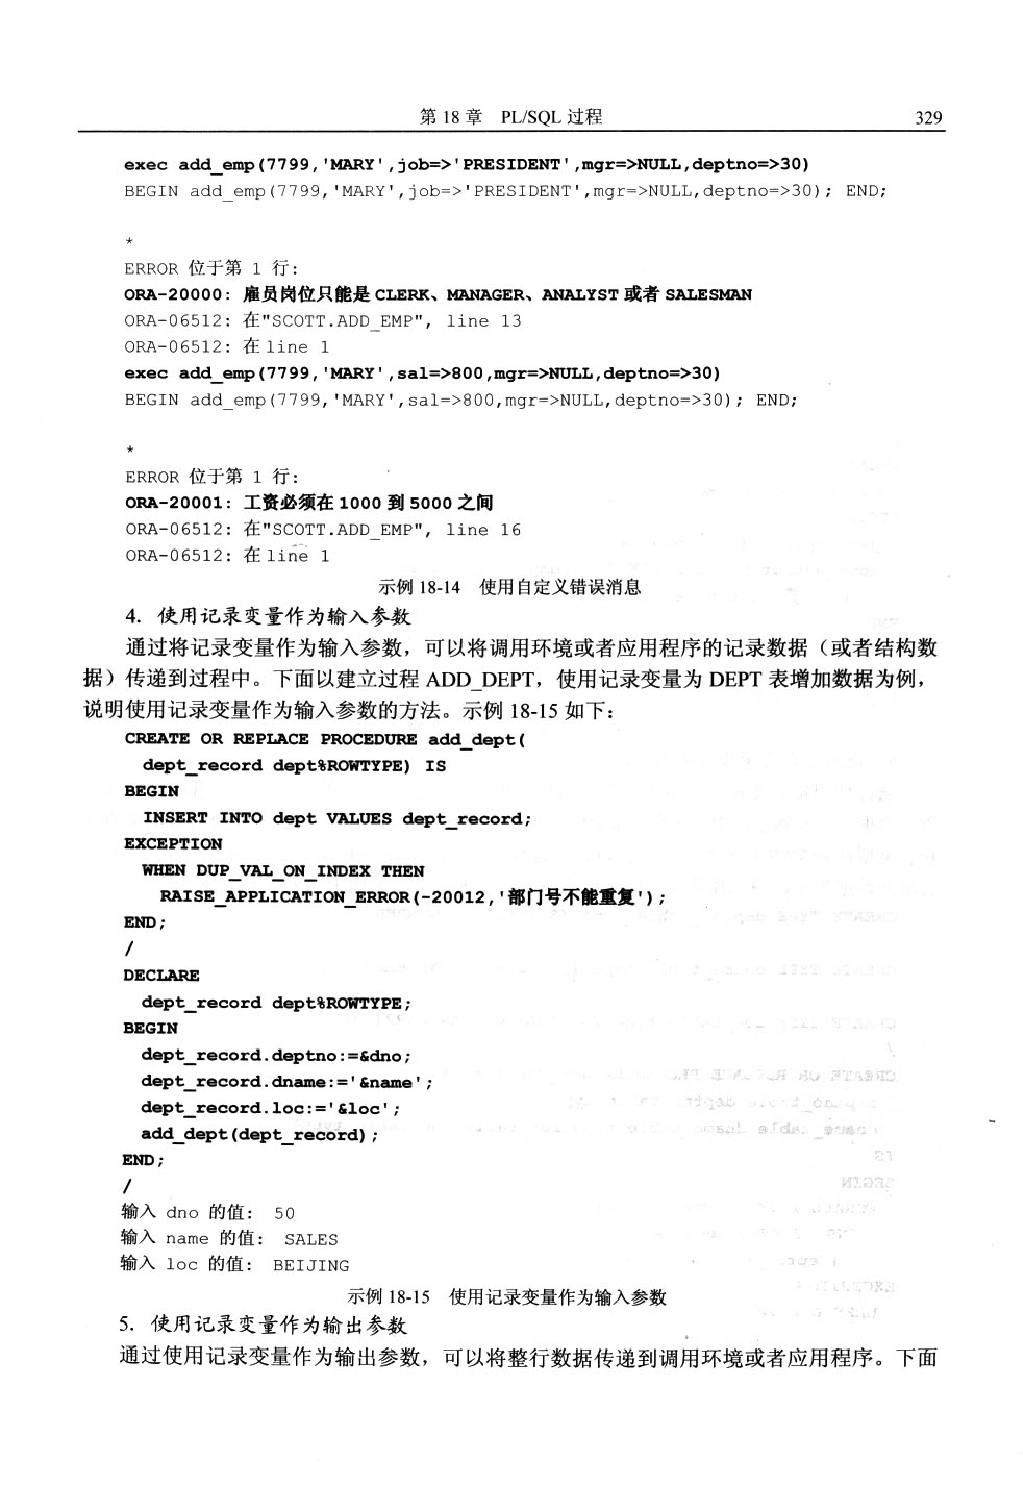 第 18 章 PL/SQL 过程 329
exec add_emp(7799,'MARY',job=>'PRESIDENT',mgr=>NULL,deptno=>30)
BEGIN add_emp(7799,'MARY',job=>'PRESIDENT',mgr=>NULL,deptno=>30); END;
*
ERROR 位于第 1 行:
ORA-20000: 雇员岗位只能是 CLERK、MANAGER、ANALYST 或者 SALESMAN
ORA-06512: 在"SCOTT.ADD_EMP", line 13
ORA-06512: 在 line 1
exec add_emp(7799,'MARY',sal=>800,mgr=>NULL,deptno=>30)
BEGIN add_emp(7799,'MARY',sal=>800,mgr=>NULL,deptno=>30); END;
*
ERROR 位于第 1 行:
ORA-20001: 工资必须在 1000 到 5000 之间
ORA-06512: 在"SCOTT.ADD_EMP", line 16
ORA-06512: 在 line 1
示例 18-14 使用自定义错误消息
4．使用记录变量作为输入参数
通过将记录变量作为输入参数，可以将调用环境或者应用程序的记录数据（或者结构数
据）传递到过程中。下面以建立过程 ADD_DEPT，使用记录变量为 DEPT 表增加数据为例，
说明使用记录变量作为输入参数的方法。示例 18-15 如下：
CREATE OR REPLACE PROCEDURE add_dept(
dept_record dept%ROWTYPE) IS
BEGIN
INSERT INTO dept VALUES dept_record;
EXCEPTION
WHEN DUP_VAL_ON_INDEX THEN
RAISE_APPLICATION_ERROR(-20012,'部门号不能重复');
END;
/
DECLARE
dept_record dept%ROWTYPE;
BEGIN
dept_record.deptno:=&dno;
dept_record.dname:='&name';
dept_record.loc:='&loc';
add_dept(dept_record);
END;
/
输入 dno 的值: 50
输入 name 的值: SALES
输入 loc 的值: BEIJING
示例 18-15 使用记录变量作为输入参数
5．使用记录变量作为输出参数
通过使用记录变量作为输出参数，可以将整行数据传递到调用环境或者应用程序。下面